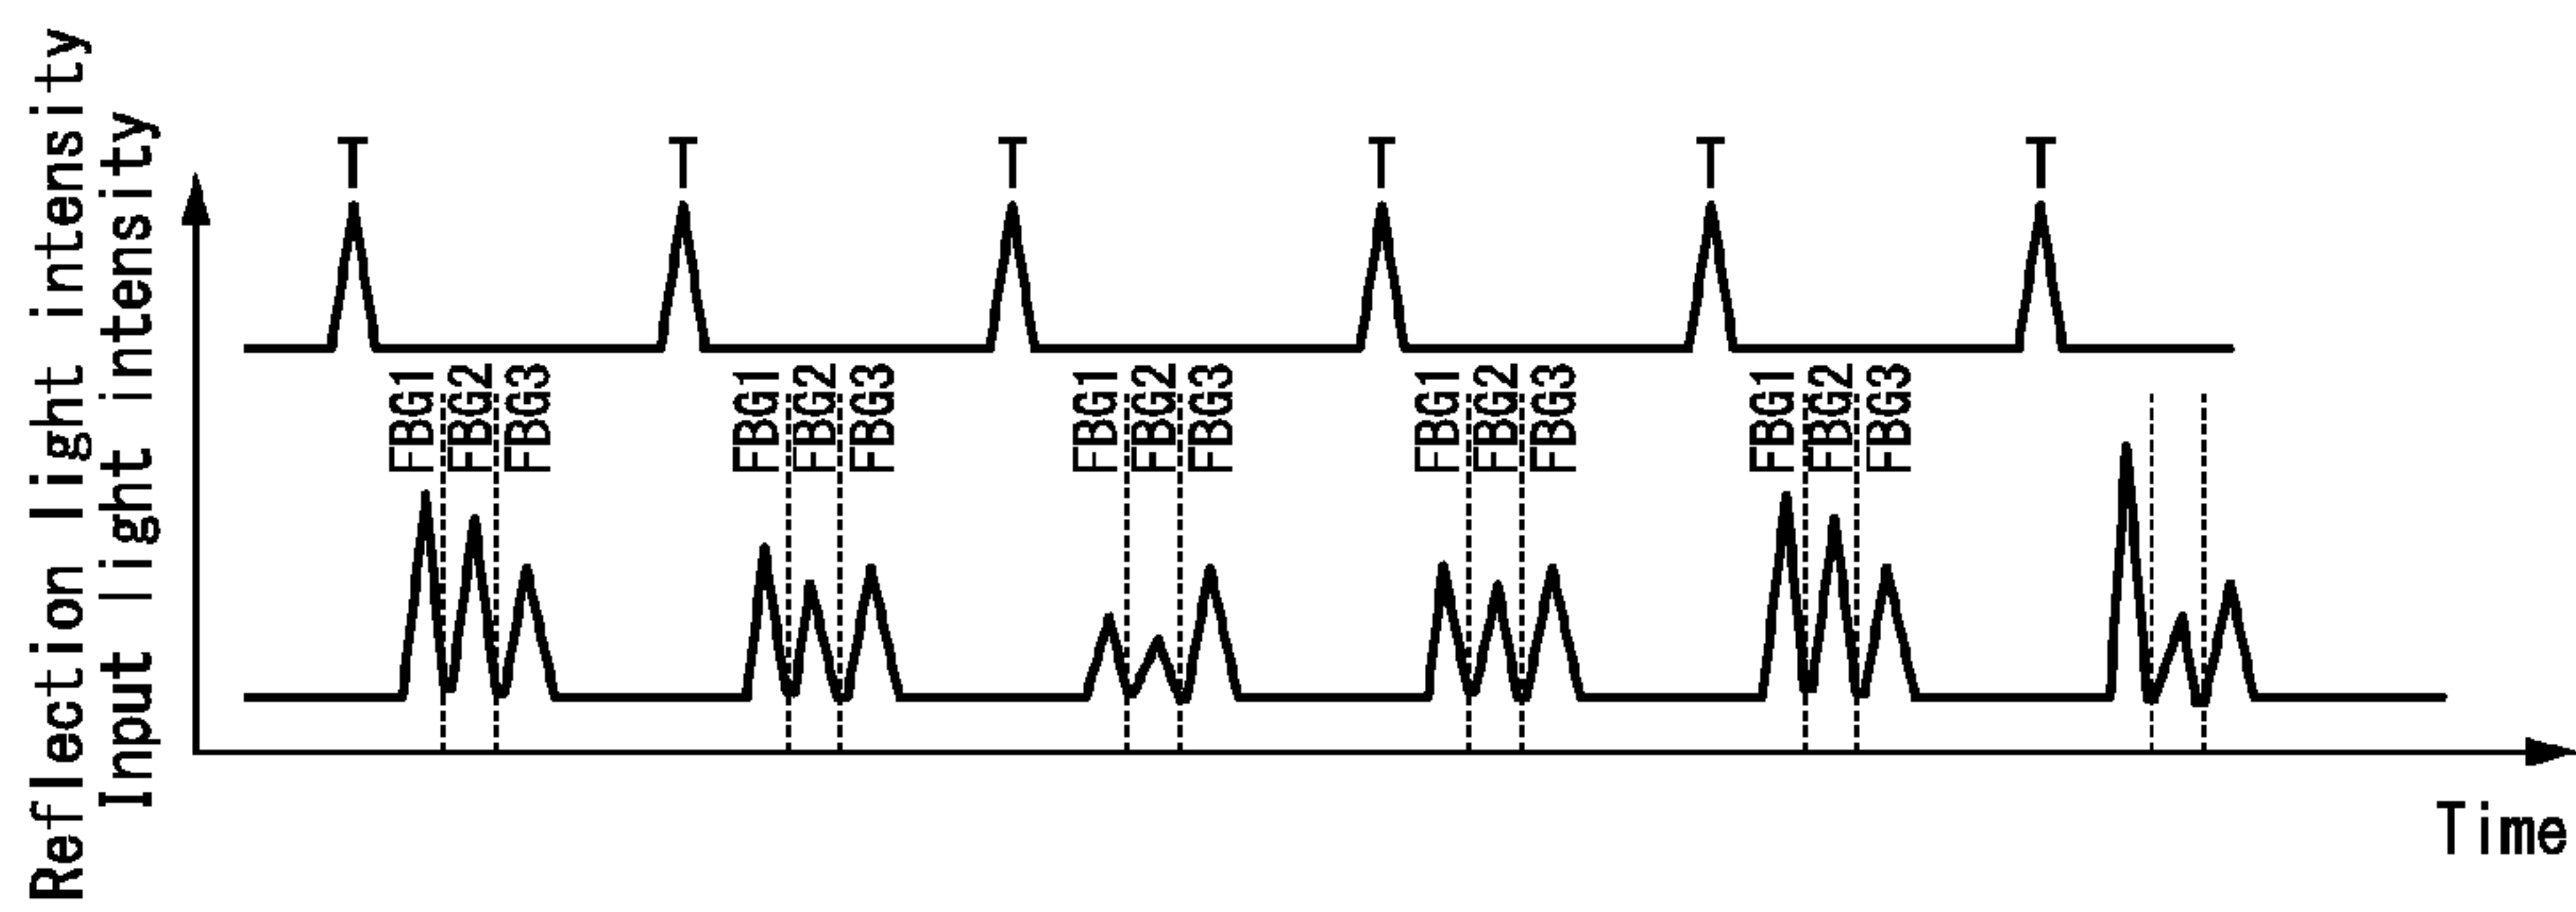 Reflection light intensity
Input light intensity
T T T T T T
FBG1 FBG2 FBG3 FBG1 FBG2 FBG3 FBG1 FBG2 FBG3 FBG1 FBG2 FBG3 FBG1 FBG2 FBG3
Time